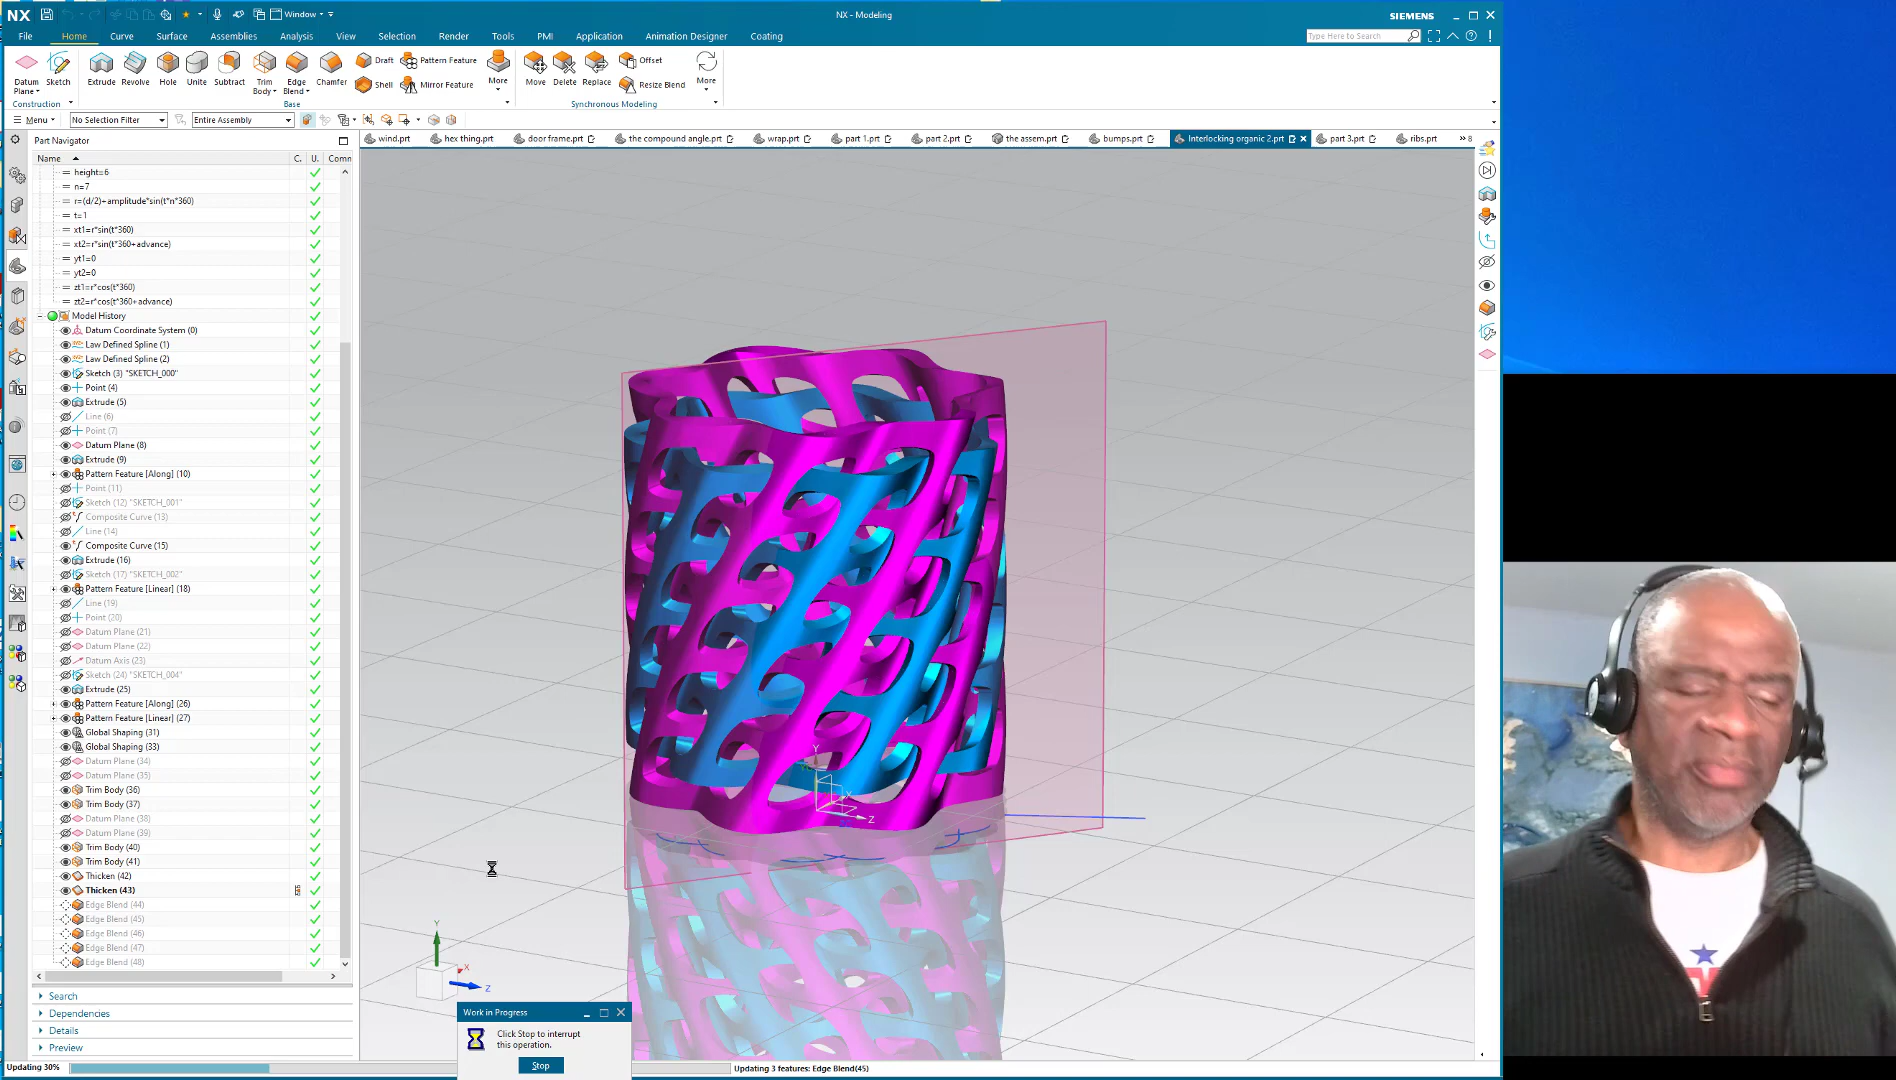 NX
Window
NX - Modeling
SIEMENS
File
Home
Curve
Surface
Assemblies
Analysis
View
Selection
Render
Tools
PMI
Application
Animation Designer
Coating
Type Here to Search
Datum Plane
Sketch
Extrude
Revolve
Hole
Unite
Subtract
Trim Body
Edge Blend
Chamfer
Draft
Shell
Pattern Feature
Mirror Feature
More
Move
Delete
Replace
Offset
Resize Blend
More
Construction
Base
Synchronous Modeling
Menu
No Selection Filter
Entire Assembly
Part Navigator
wind.prt
hex thing.prt
door frame.prt
the compound angle.prt
wrap.prt
part 1.prt
part 2.prt
the assem.prt
bumps.prt
Interlocking organic 2.prt
part 3.prt
ribs.prt
8
Name C. U. Comn
height=6
n=7
r=(d/2)+amplitude*sin(t*n*360)
t=1
xt1=r*sin(t*360)
xt2=r*sin(t*360+advance)
yt1=0
yt2=0
zt1=r*cos(t*360)
zt2=r*cos(t*360+advance)
Model History
Datum Coordinate System (0)
Law Defined Spline (1)
Law Defined Spline (2)
Sketch (3) "SKETCH_000"
Point (4)
Extrude (5)
Line (6)
Point (7)
Datum Plane (8)
Extrude (9)
Pattern Feature [Along] (10)
Point (11)
Sketch (12) "SKETCH_001"
Composite Curve (13)
Line (14)
Composite Curve (15)
Extrude (16)
Sketch (17) "SKETCH_002"
Pattern Feature [Linear] (18)
Line (19)
Point (20)
Datum Plane (21)
Datum Plane (22)
Datum Axis (23)
Sketch (24) "SKETCH_004"
Extrude (25)
Pattern Feature [Along] (26)
Pattern Feature [Linear] (27)
Global Shaping (31)
Global Shaping (33)
Datum Plane (34)
Datum Plane (35)
Trim Body (36)
Trim Body (37)
Datum Plane (38)
Datum Plane (39)
Trim Body (40)
Trim Body (41)
Thicken (42)
Thicken (43)
Edge Blend (44)
Edge Blend (45)
Edge Blend (46)
Edge Blend (47)
Edge Blend (48)
Search
Dependencies
Details
Preview
Y
X
Z
Y
X
Z
Work in Progress
Click Stop to interrupt
this operation.
Stop
Updating 30%
Updating 3 features: Edge Blend(45)